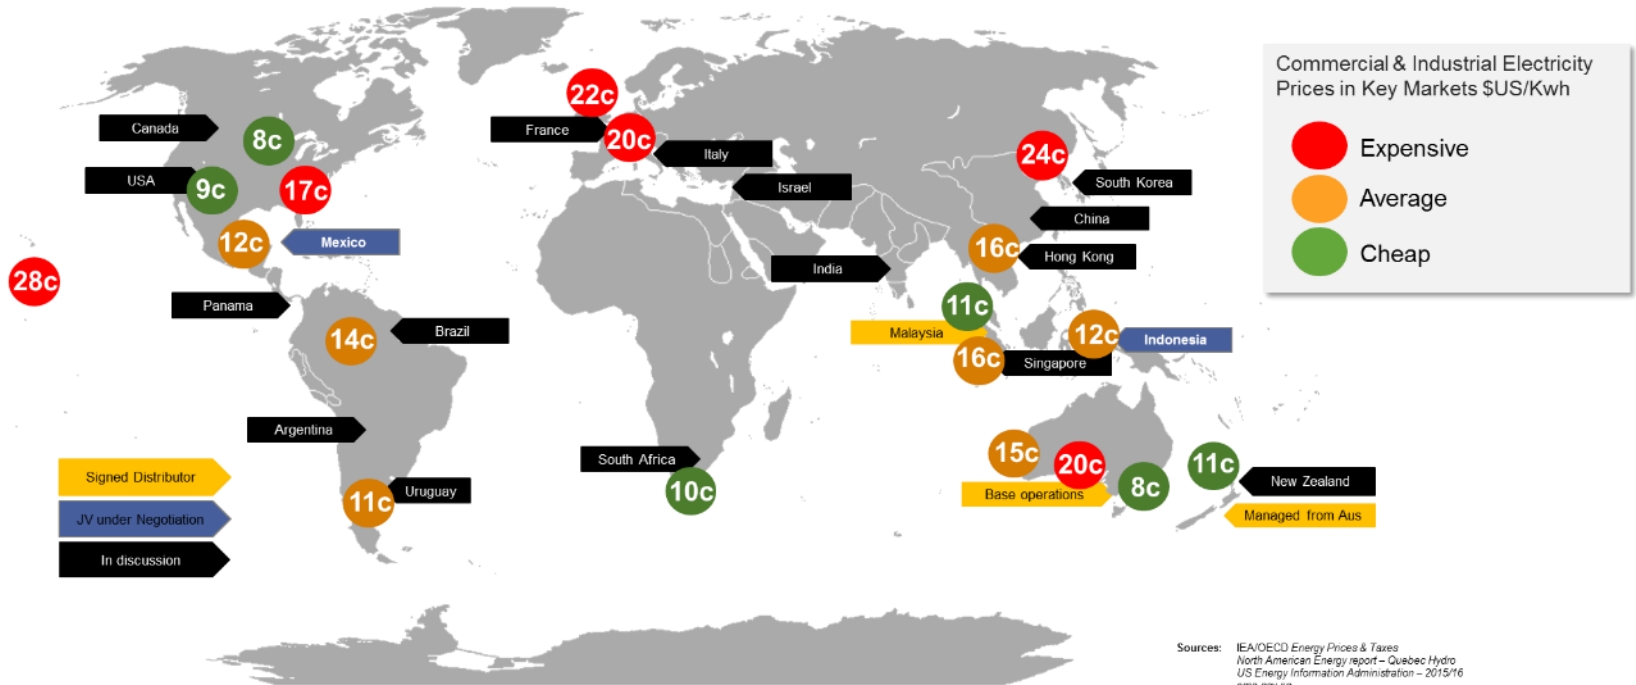 Commercial & Industrial Electricity
Prices in Key Markets $US/Kwh
Expensive
Average
Cheap
22c
France
20c
Italy
Israel
Canada
8c
USA
9c
17c
12c
Mexico
28c
Panama
14c
Brazil
Argentina
11c
Uruguay
24c
South Korea
China
16c
Hong Kong
India
11c
Malaysia
12c
Indonesia
16c
Singapore
South Africa
10c
15c
20c
8c
Base operations
11c
New Zealand
Managed from Aus
Signed Distributor
JV under Negotiation
In discussion
Sources: IEA/OECD Energy Prices & Taxes
North American Energy report – Quebec Hydro
US Energy Information Administration – 2015/16